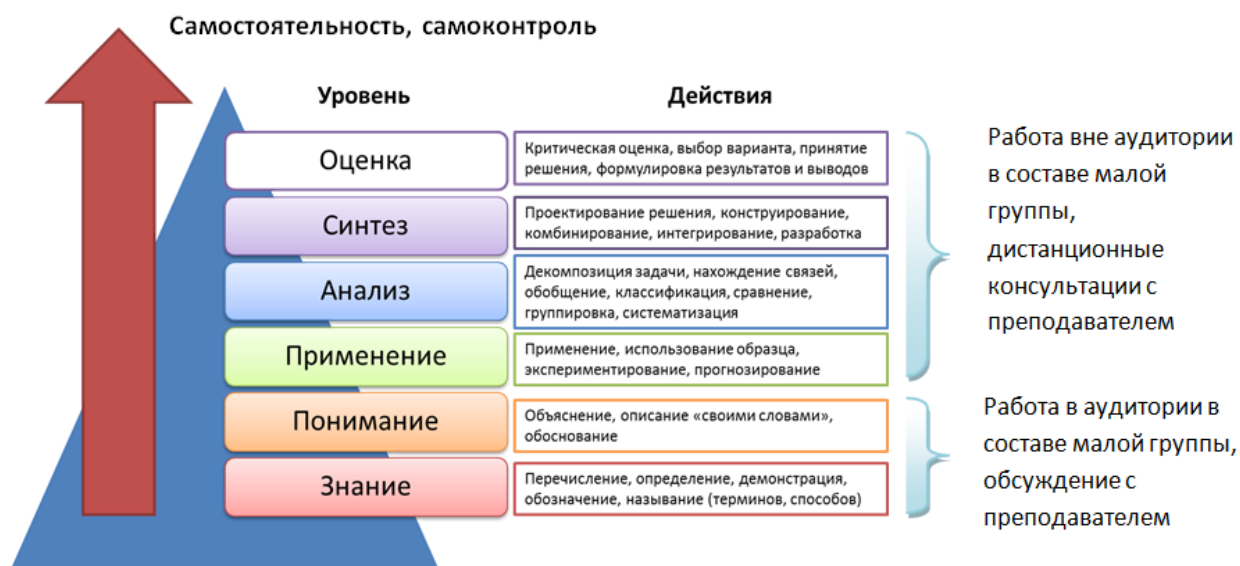 Самостоятельность, самоконтроль
Уровень
Действия
Оценка
Критическая оценка, выбор варианта, принятие
решения, формулировка результатов и выводов
Синтез
Проектирование решения, конструирование,
комбинирование, интегрирование, разработка
Анализ
Декомпозиция задачи, нахождение связей,
обобщение, классификация, сравнение,
группировка, систематизация
Применение
Применение, использование образца,
экспериментирование, прогнозирование
Понимание
Объяснение, описание «своими словами»,
обоснование
Знание
Перечисление, определение, демонстрация,
обозначение, называние (терминов, способов)
Работа вне аудитории
в составе малой
группы,
дистанционные
консультации с
преподавателем
Работа в аудитории в
составе малой группы,
обсуждение с
преподавателем